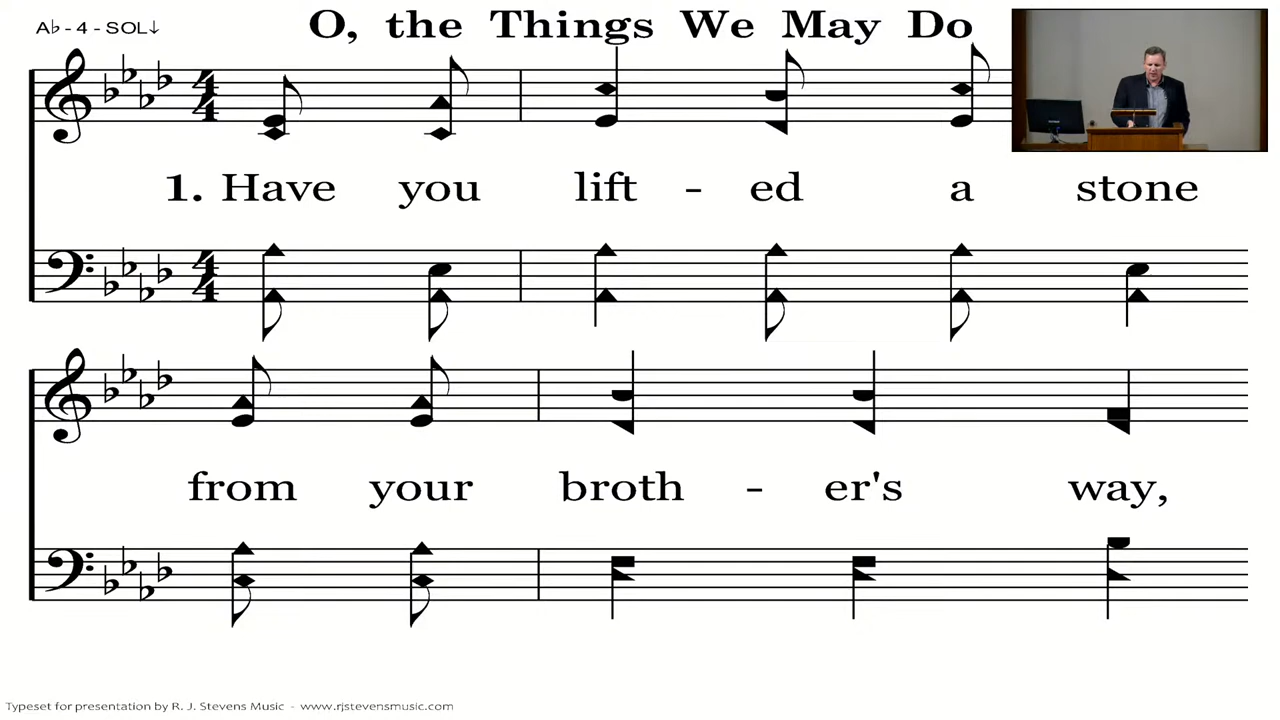 A♭ - 4 - SOL↓
O, the Things We May Do
1. Have you lift - ed a stone
from your broth - er's way,
Typeset for presentation by R. J. Stevens Music - www.rjstevensmusic.com